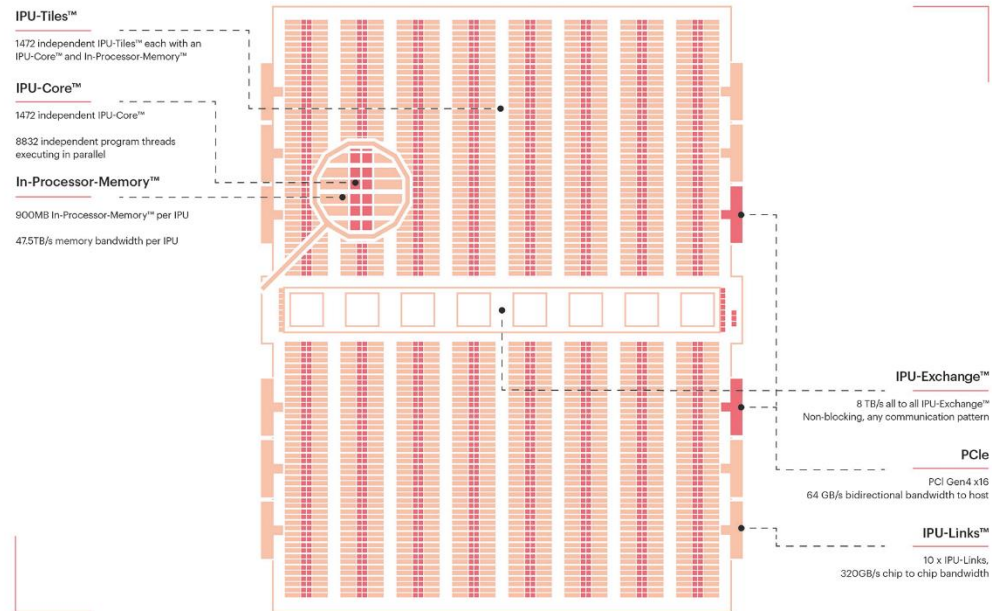 IPU-Tiles™
1472 independent IPU-Tiles™ each with an
IPU-Core™ and In-Processor-Memory™
IPU-Core™
1472 independent IPU-Core™
8832 independent program threads
executing in parallel
In-Processor-Memory™
900MB In-Processor-Memory™ per IPU
47.5TB/s memory bandwidth per IPU
IPU-Exchange™
8 TB/s all to all IPU-Exchange™
Non-blocking, any communication pattern
PCIe
PCI Gen4 x16
64 GB/s bidirectional bandwidth to host
IPU-Links™
10 x IPU-Links,
320GB/s chip to chip bandwidth